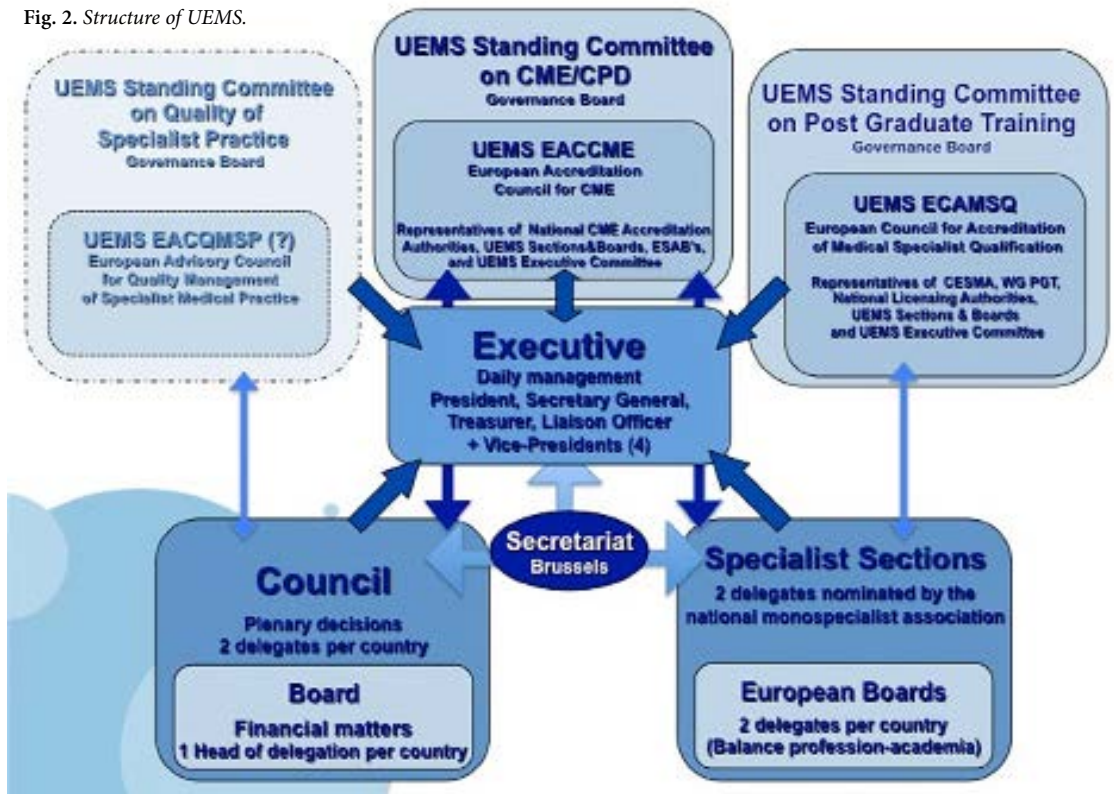 Fig. 2. Structure of UEMS.
UEMS Standing Committee
on Quality of
Specialist Practice
Governance Board
UEMS EACQMSP (?)
European Advisory Council
for Quality Management
of Specialist Medical Practice
UEMS Standing Committee
on CME/CPD
Governance Board
UEMS EACCME
European Accreditation
Council for CME
Representatives of National CME Accreditation
Authorities, UEMS Sections&Boards, ESAB's,
and UEMS Executive Committee
UEMS Standing Committee
on Post Graduate Training
Governance Board
UEMS ECAMSQ
European Council for Accreditation
of Medical Specialist Qualification
Representatives of CESMA, WG PGT,
National Licensing Authorities,
UEMS Sections & Boards
and UEMS Executive Committee
Executive
Daily management
President, Secretary General,
Treasurer, Liaison Officer
+ Vice-Presidents (4)
Secretariat
Brussels
Council
Plenary decisions
2 delegates per country
Board
Financial matters
1 Head of delegation per country
Specialist Sections
2 delegates nominated by the
national monospecialist association
European Boards
2 delegates per country
(Balance profession-academia)